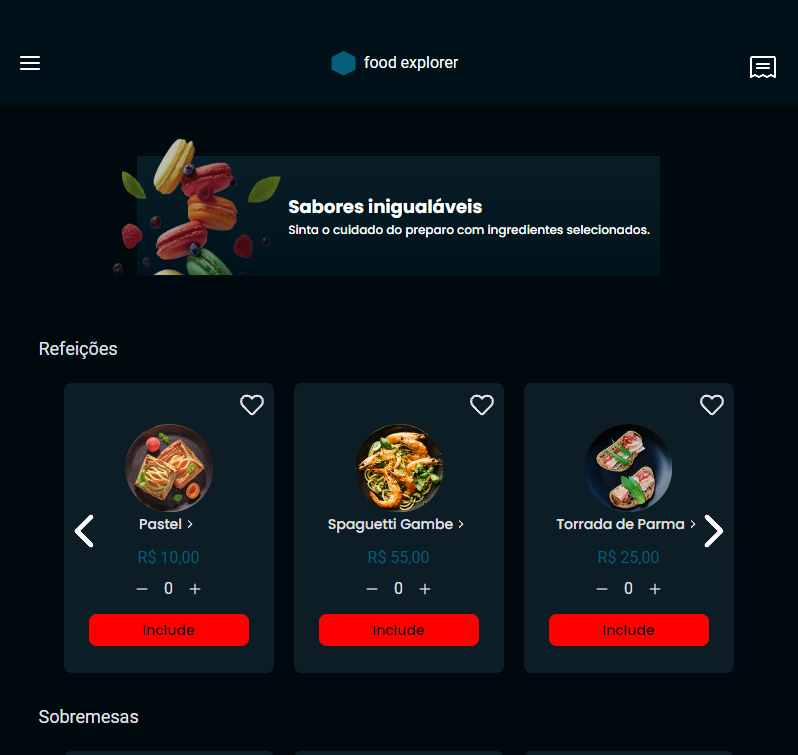 food explorer
Sabores inigualáveis
Sinta o cuidado do preparo com ingredientes selecionados.
Refeições
Pastel >
Spaguetti Gambe >
Torrada de Parma >
R$ 10,00
R$ 55,00
R$ 25,00
− 0 +
− 0 +
− 0 +
Include
Include
Include
Sobremesas